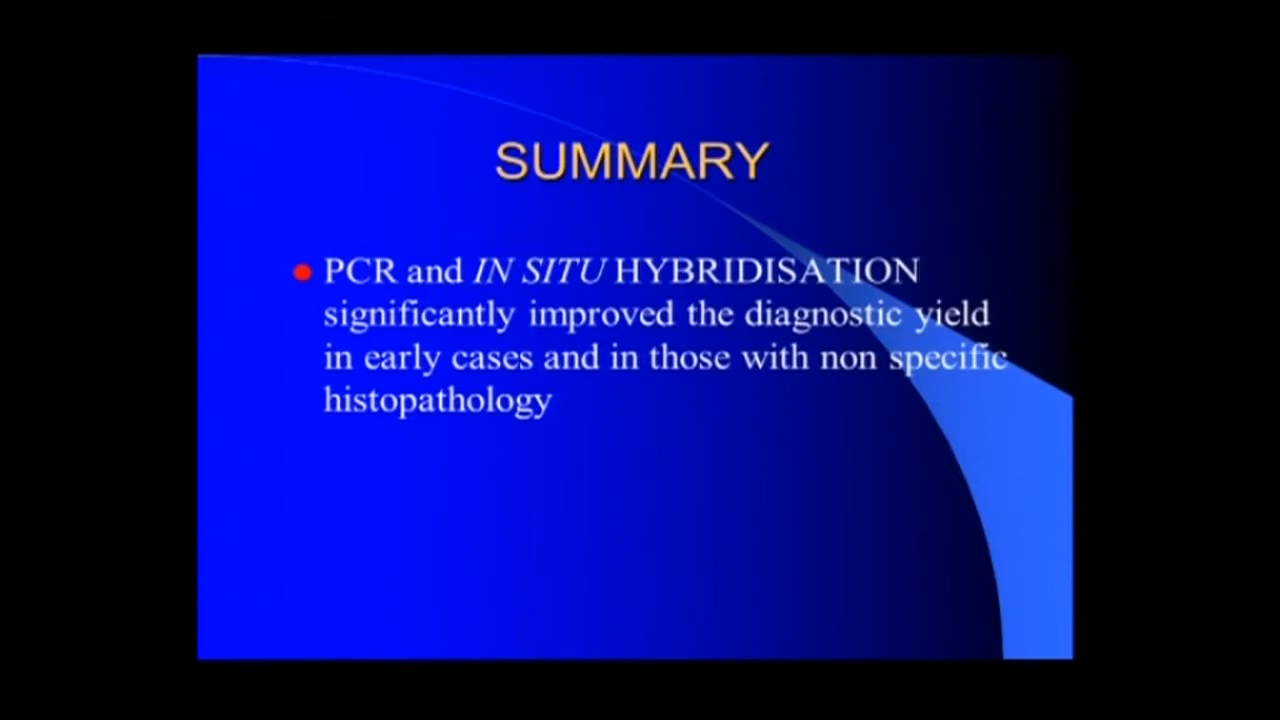 SUMMARY
PCR and IN SITU HYBRIDISATION
significantly improved the diagnostic yield
in early cases and in those with non specific
histopathology